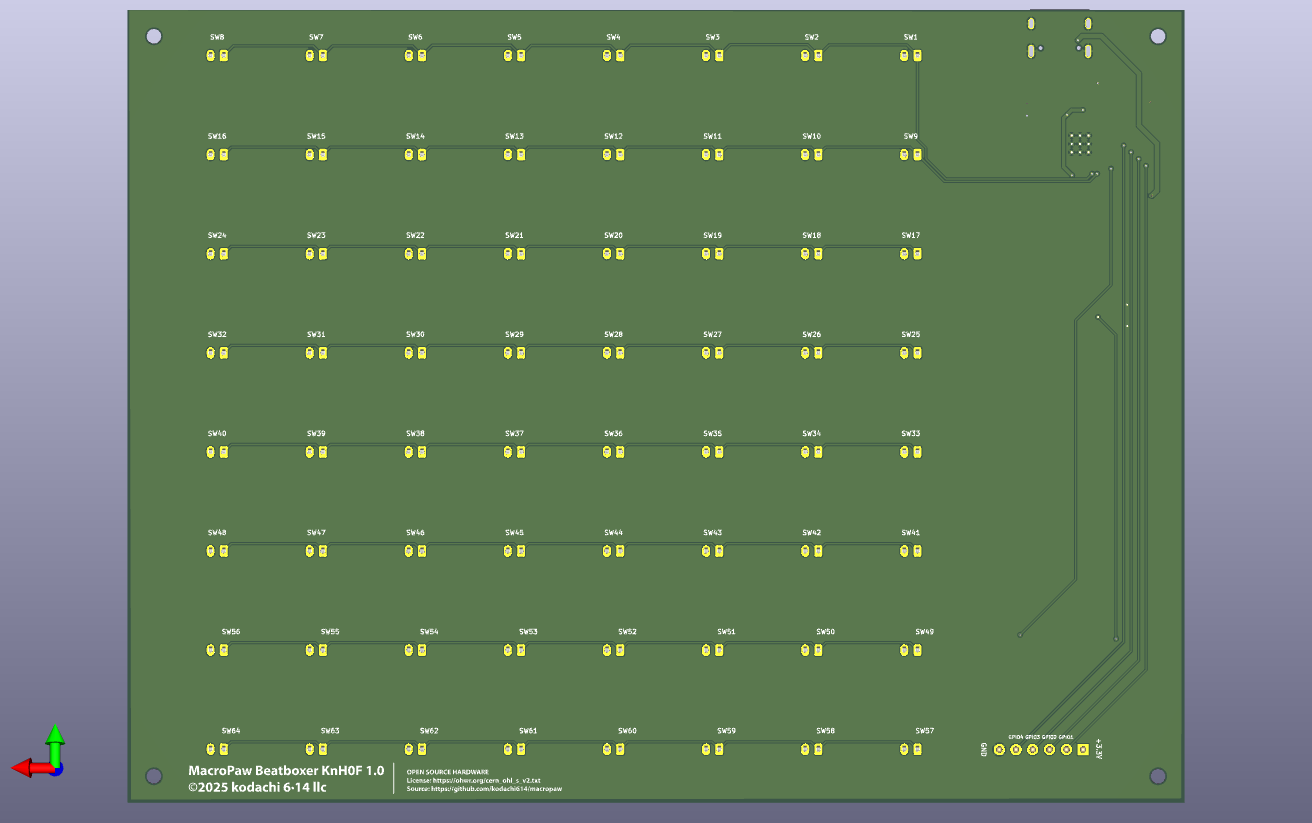 SW8 SW7 SW6 SW5 SW4 SW3 SW2 SW1
SW16 SW15 SW14 SW13 SW12 SW11 SW10 SW9
SW24 SW23 SW22 SW21 SW20 SW19 SW18 SW17
SW32 SW31 SW30 SW29 SW28 SW27 SW26 SW25
SW40 SW39 SW38 SW37 SW36 SW35 SW34 SW33
SW48 SW47 SW46 SW45 SW44 SW43 SW42 SW41
SW56 SW55 SW54 SW53 SW52 SW51 SW50 SW49
SW64 SW63 SW62 SW61 SW60 SW59 SW58 SW57
GND GPIO4 GPIO3 GPIO2 GPIO1 +3.3V
MacroPaw Beatboxer KnH0F 1.0
©2025 kodachi 6·14 llc
OPEN SOURCE HARDWARE
License: https://ohwr.org/cern_ohl_s_v2.txt
Source: https://github.com/kodachi614/macropaw